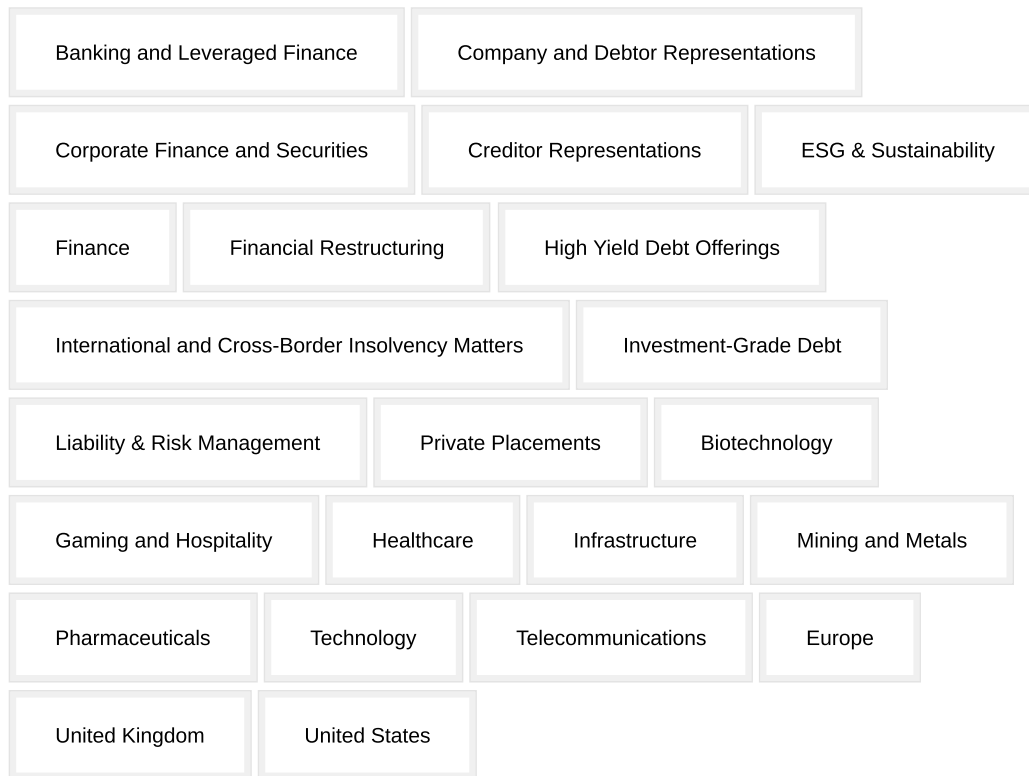 Banking and Leveraged Finance
Company and Debtor Representations
Corporate Finance and Securities
Creditor Representations
ESG & Sustainability
Finance
Financial Restructuring
High Yield Debt Offerings
International and Cross-Border Insolvency Matters
Investment-Grade Debt
Liability & Risk Management
Private Placements
Biotechnology
Gaming and Hospitality
Healthcare
Infrastructure
Mining and Metals
Pharmaceuticals
Technology
Telecommunications
Europe
United Kingdom
United States